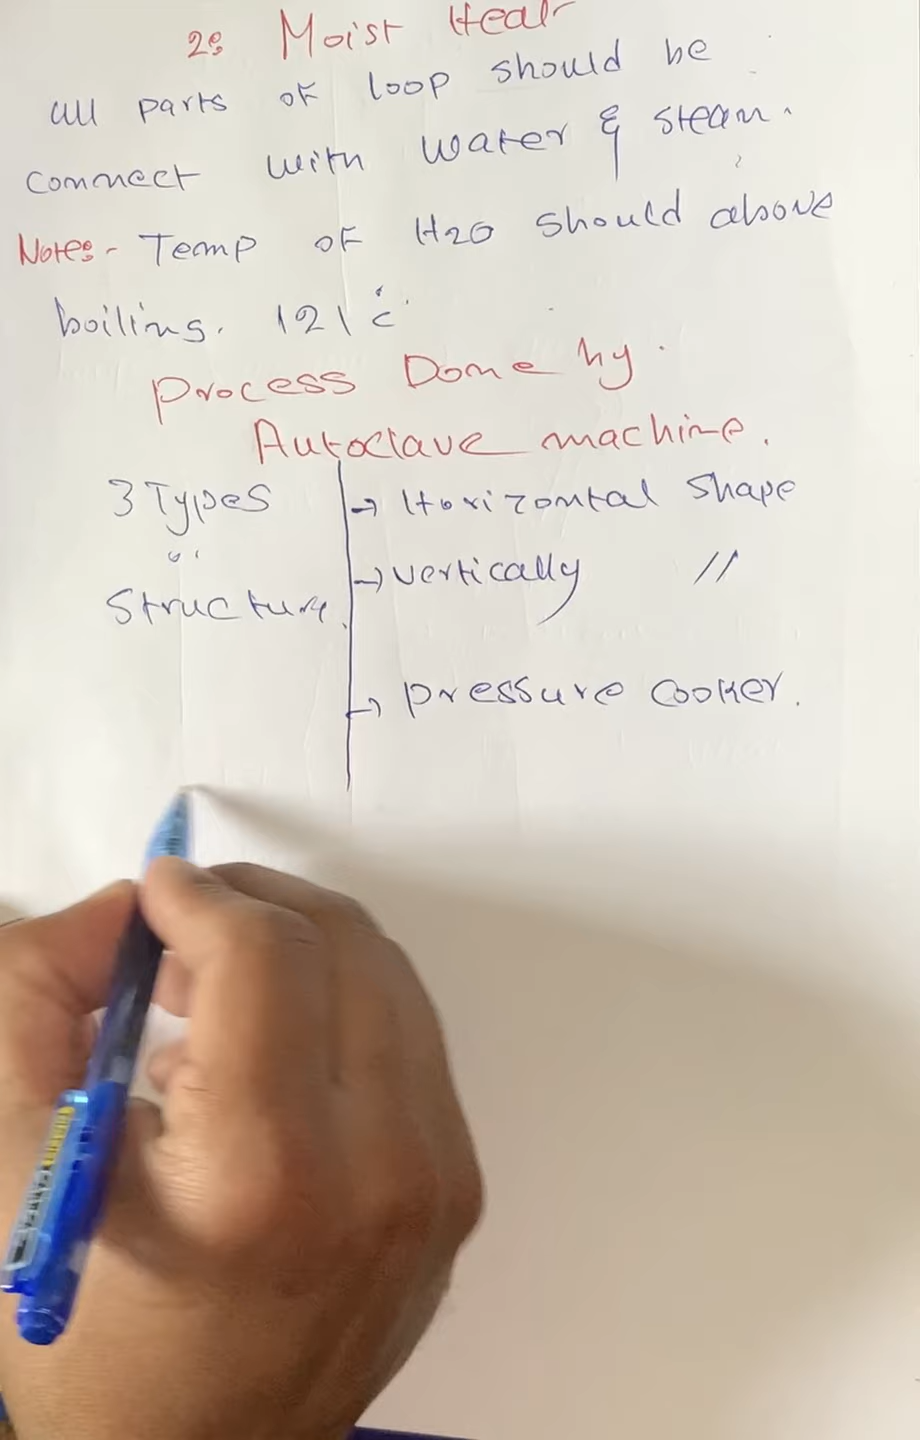 2: Moist Heat
all parts of loop should be
connect with water & steam.
Notes- Temp of H2O should above
boiling. 121°c
Process Done by.
Autoclave machine.
3 Types
Structure.
→ Horizontal shape
→ vertically //
→ pressure cooker.